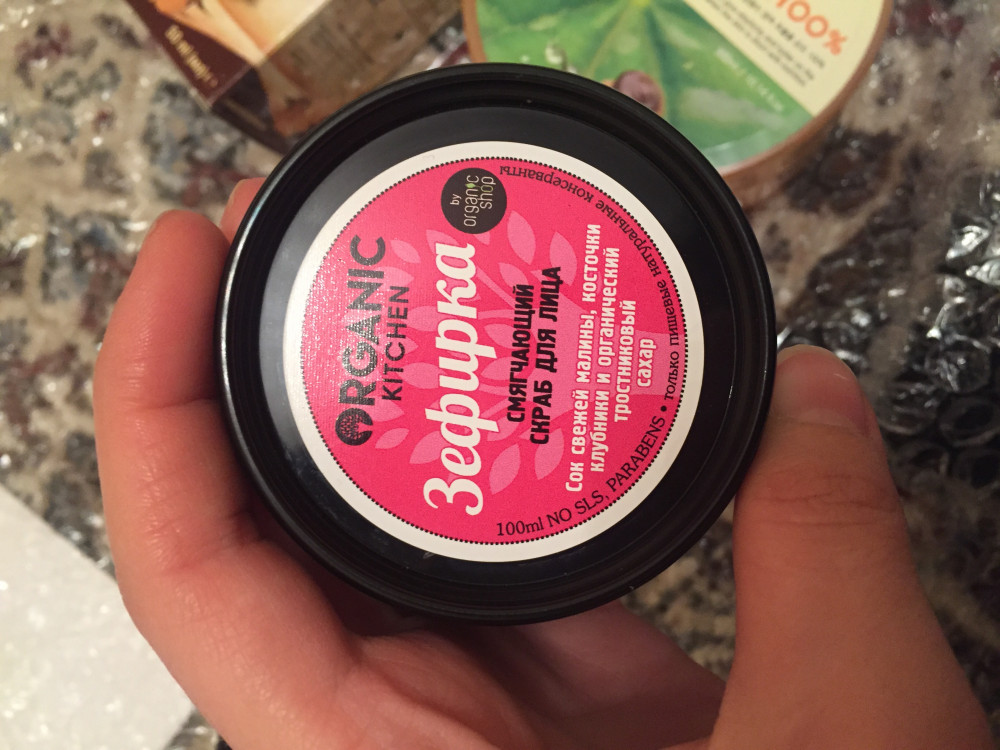 ORGANIC
KITCHEN
by
organic
shop
Зефирка
СМЯГЧАЮЩИЙ
СКРАБ ДЛЯ ЛИЦА
Сок свежей малины, косточки
клубники и органический
тростниковый
сахар
100ml NO SLS, PARABENS • только пищевые натуральные консерванты
100%